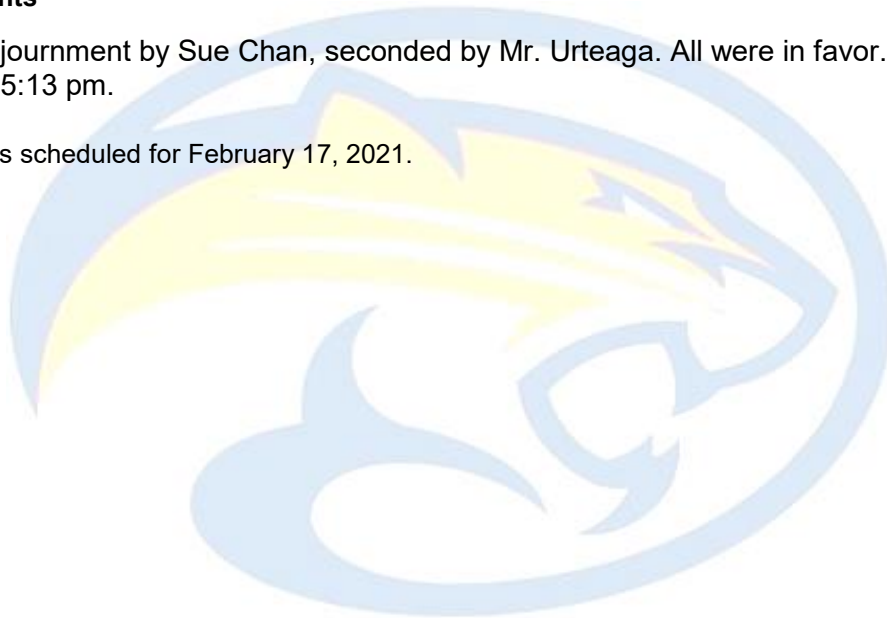 nts
journment by Sue Chan, seconded by Mr. Urteaga. All were in favor.
5:13 pm.
s scheduled for February 17, 2021.